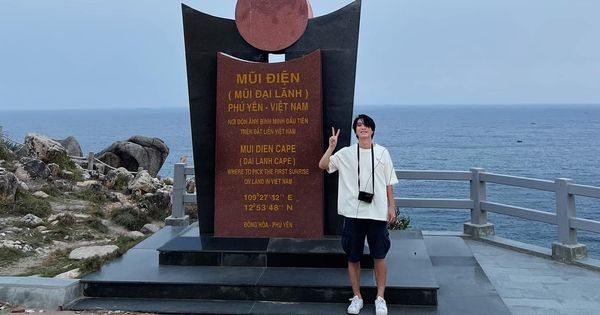 MŨI ĐIỆN
( MŨI ĐẠI LÃNH )
PHÚ YÊN - VIỆT NAM
NƠI ĐÓN ÁNH BÌNH MINH ĐẦU TIÊN
TRÊN ĐẤT LIỀN VIỆT NAM
MUI DIEN CAPE
( DAI LANH CAPE )
WHERE TO PICK THE FIRST SUNRISE
ON LAND IN VIET NAM
109° 27' 12" E
12° 53' 48" N
ĐÔNG HÒA - PHÚ YÊN